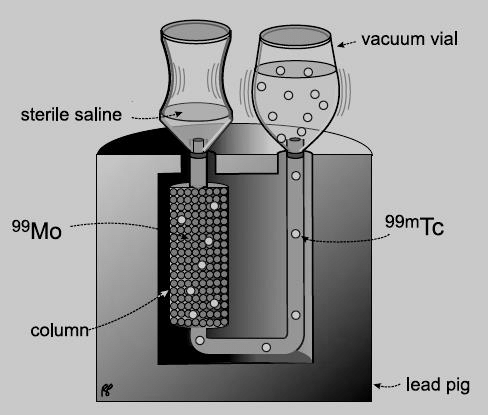 vacuum vial
sterile saline
99Mo
99mTc
column
lead pig